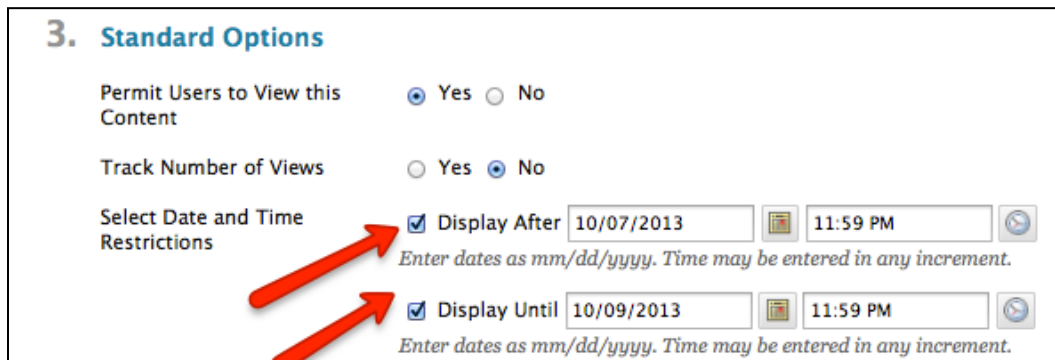 3. Standard Options
Permit Users to View this
Content
Yes No
Track Number of Views
Yes No
Select Date and Time
Restrictions
Display After 10/07/2013 11:59 PM
Enter dates as mm/dd/yyyy. Time may be entered in any increment.
Display Until 10/09/2013 11:59 PM
Enter dates as mm/dd/yyyy. Time may be entered in any increment.